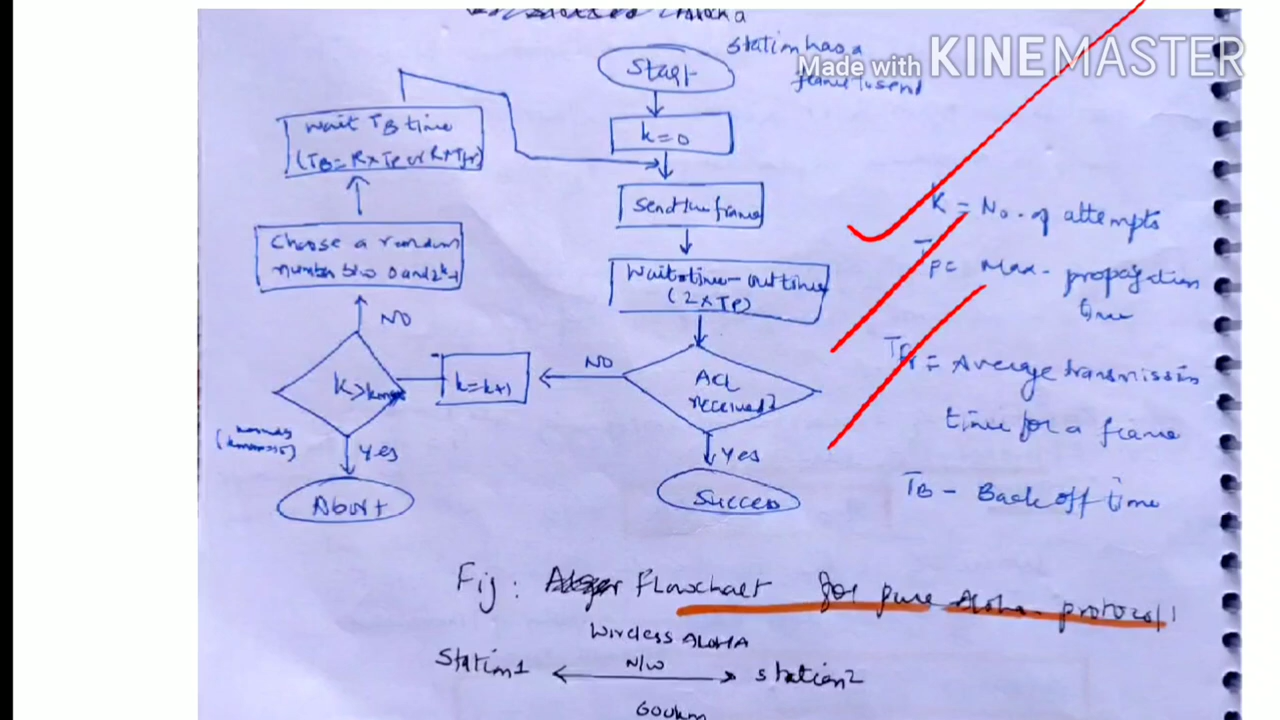 Aloha
Station has a
frame to send
Made with KINEMASTER
Start
k=0
Send the frame
Wait time-out time
(2×TP)
ACK
received?
Yes
Success
NO
k=k+1
k>kmax
Yes
Abort
NO
Choose a random
number b/w 0 and 2ᵏ-1
Wait TB time
(TB=R×TP or R×Tfr)
K = No. of attempts
TP= Max- propagation
time
Tfr = Average transmission
time for a frame
TB - Back off time
Fig: Flowchart for pure Aloha protocol
Wireless ALOHA
Station1 N/W station2
600km